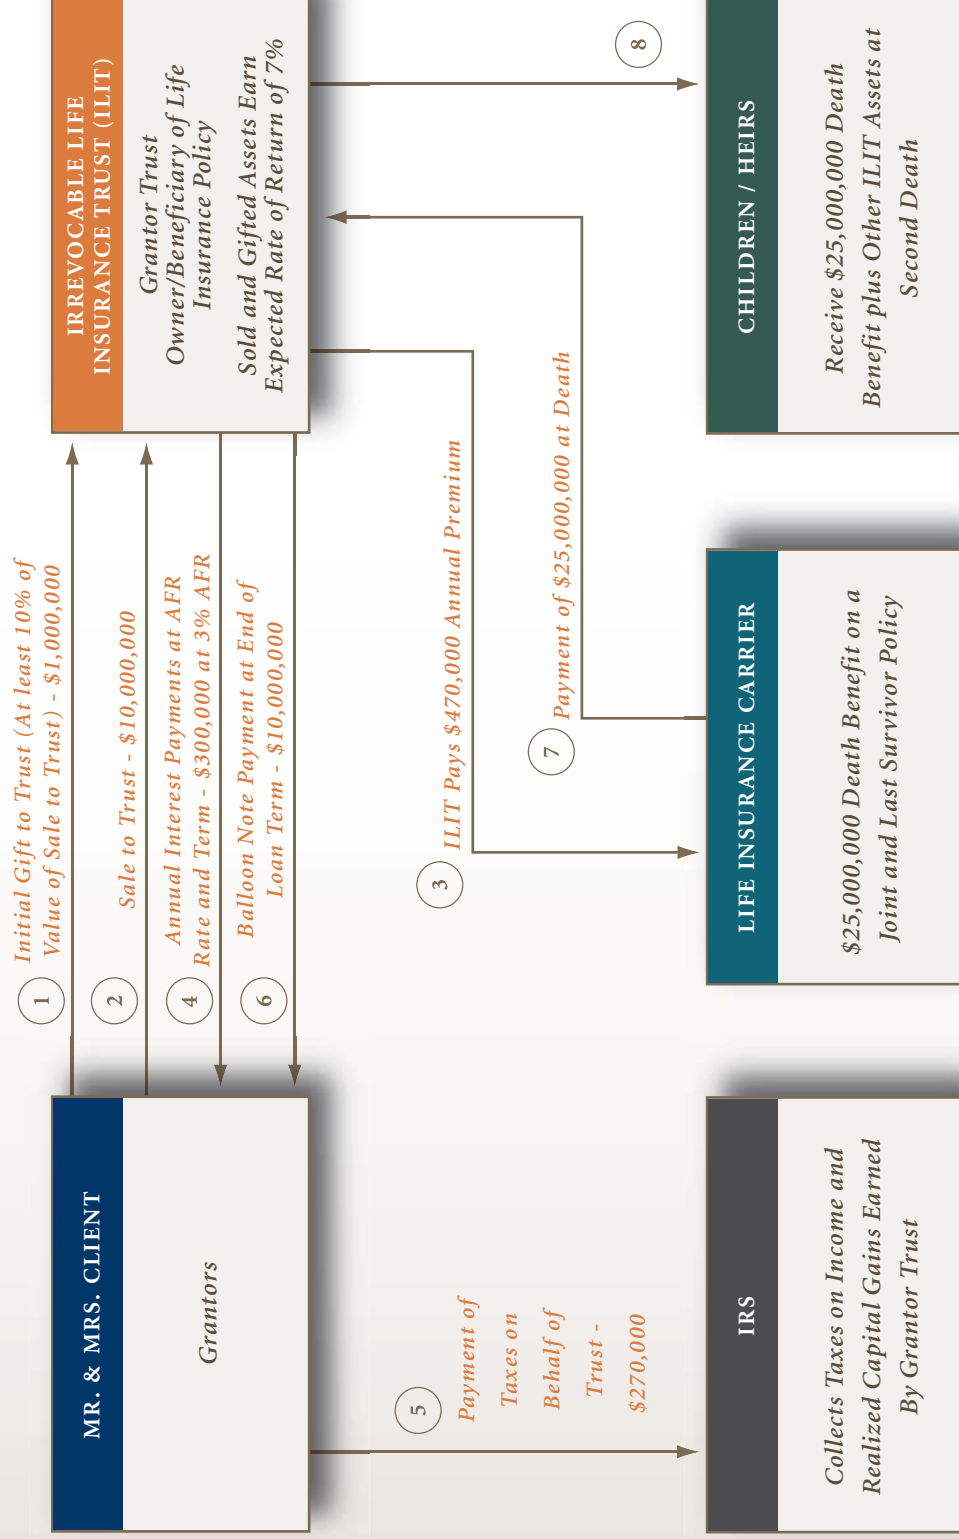 MR. & MRS. CLIENT
Grantors
1
Initial Gift to Trust (At least 10% of
Value of Sale to Trust) - $1,000,000
2
Sale to Trust - $10,000,000
4
Annual Interest Payments at AFR
Rate and Term - $300,000 at 3% AFR
6
Balloon Note Payment at End of
Loan Term - $10,000,000
IRREVOCABLE LIFE
INSURANCE TRUST (ILIT)
Grantor Trust
Owner/Beneficiary of Life
Insurance Policy
Sold and Gifted Assets Earn
Expected Rate of Return of 7%
5
Payment of
Taxes on
Behalf of
Trust -
$270,000
3
ILIT Pays $470,000 Annual Premium
7
Payment of $25,000,000 at Death
8
IRS
Collects Taxes on Income and
Realized Capital Gains Earned
By Grantor Trust
LIFE INSURANCE CARRIER
$25,000,000 Death Benefit on a
Joint and Last Survivor Policy
CHILDREN / HEIRS
Receive $25,000,000 Death
Benefit plus Other ILIT Assets at
Second Death